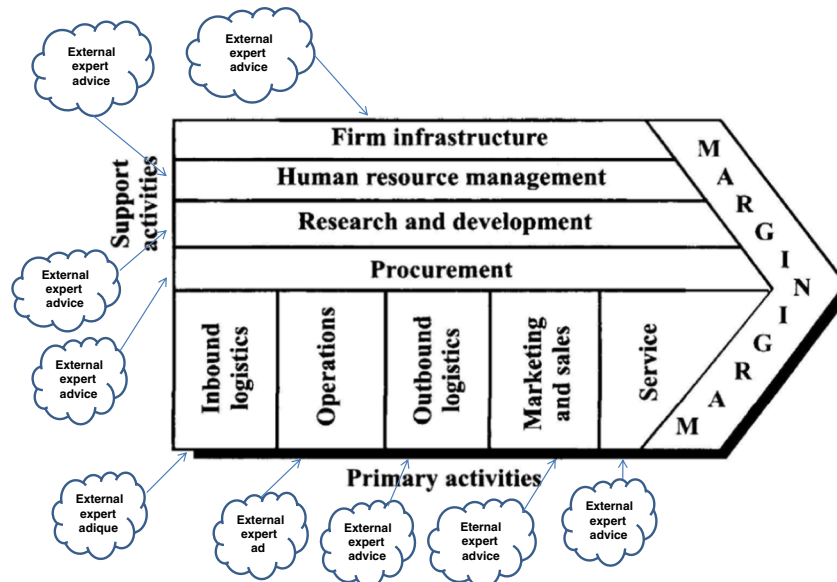 External
expert
advice
External
expert
advice
Firm infrastructure
Human resource management
Research and development
Procurement
Support
activities
External
expert
advice
External
expert
advice
Inbound
logistics
Operations
Outbound
logistics
Marketing
and sales
Service
MARGIN
MARGI
Primary activities
External
expert
adique
External
expert
ad
External
expert
advice
Eternal
expert
advice
External
expert
advice